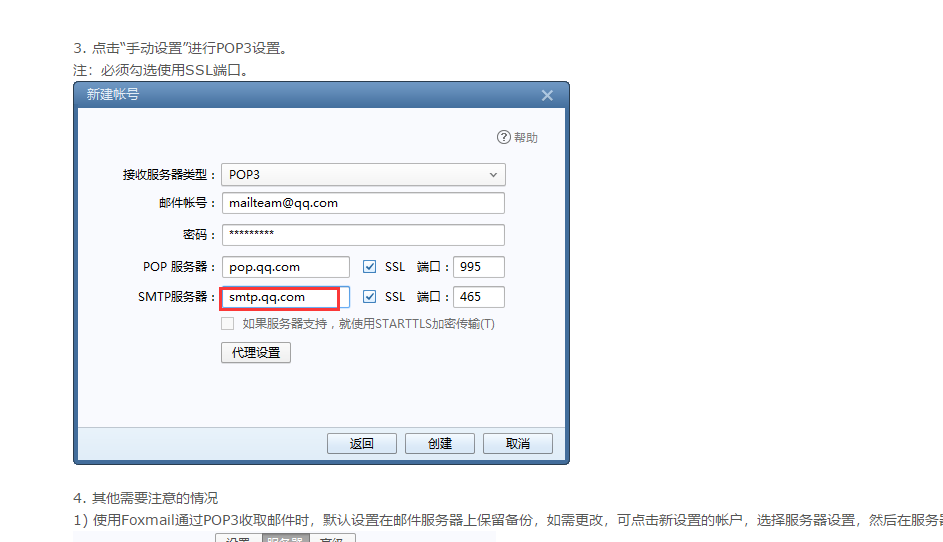 3. 点击“手动设置”进行POP3设置。
注：必须勾选使用SSL端口。
新建帐号
? 帮助
接收服务器类型： POP3
邮件帐号： mailteam@qq.com
密码： *********
POP 服务器： pop.qq.com SSL 端口： 995
SMTP服务器： smtp.qq.com SSL 端口： 465
如果服务器支持，就使用STARTTLS加密传输(T)
代理设置
返回 创建 取消
4. 其他需要注意的情况
1) 使用Foxmail通过POP3收取邮件时，默认设置在邮件服务器上保留备份，如需更改，可点击新设置的帐户，选择服务器设置，然后在服务器
设置 服务器 高级